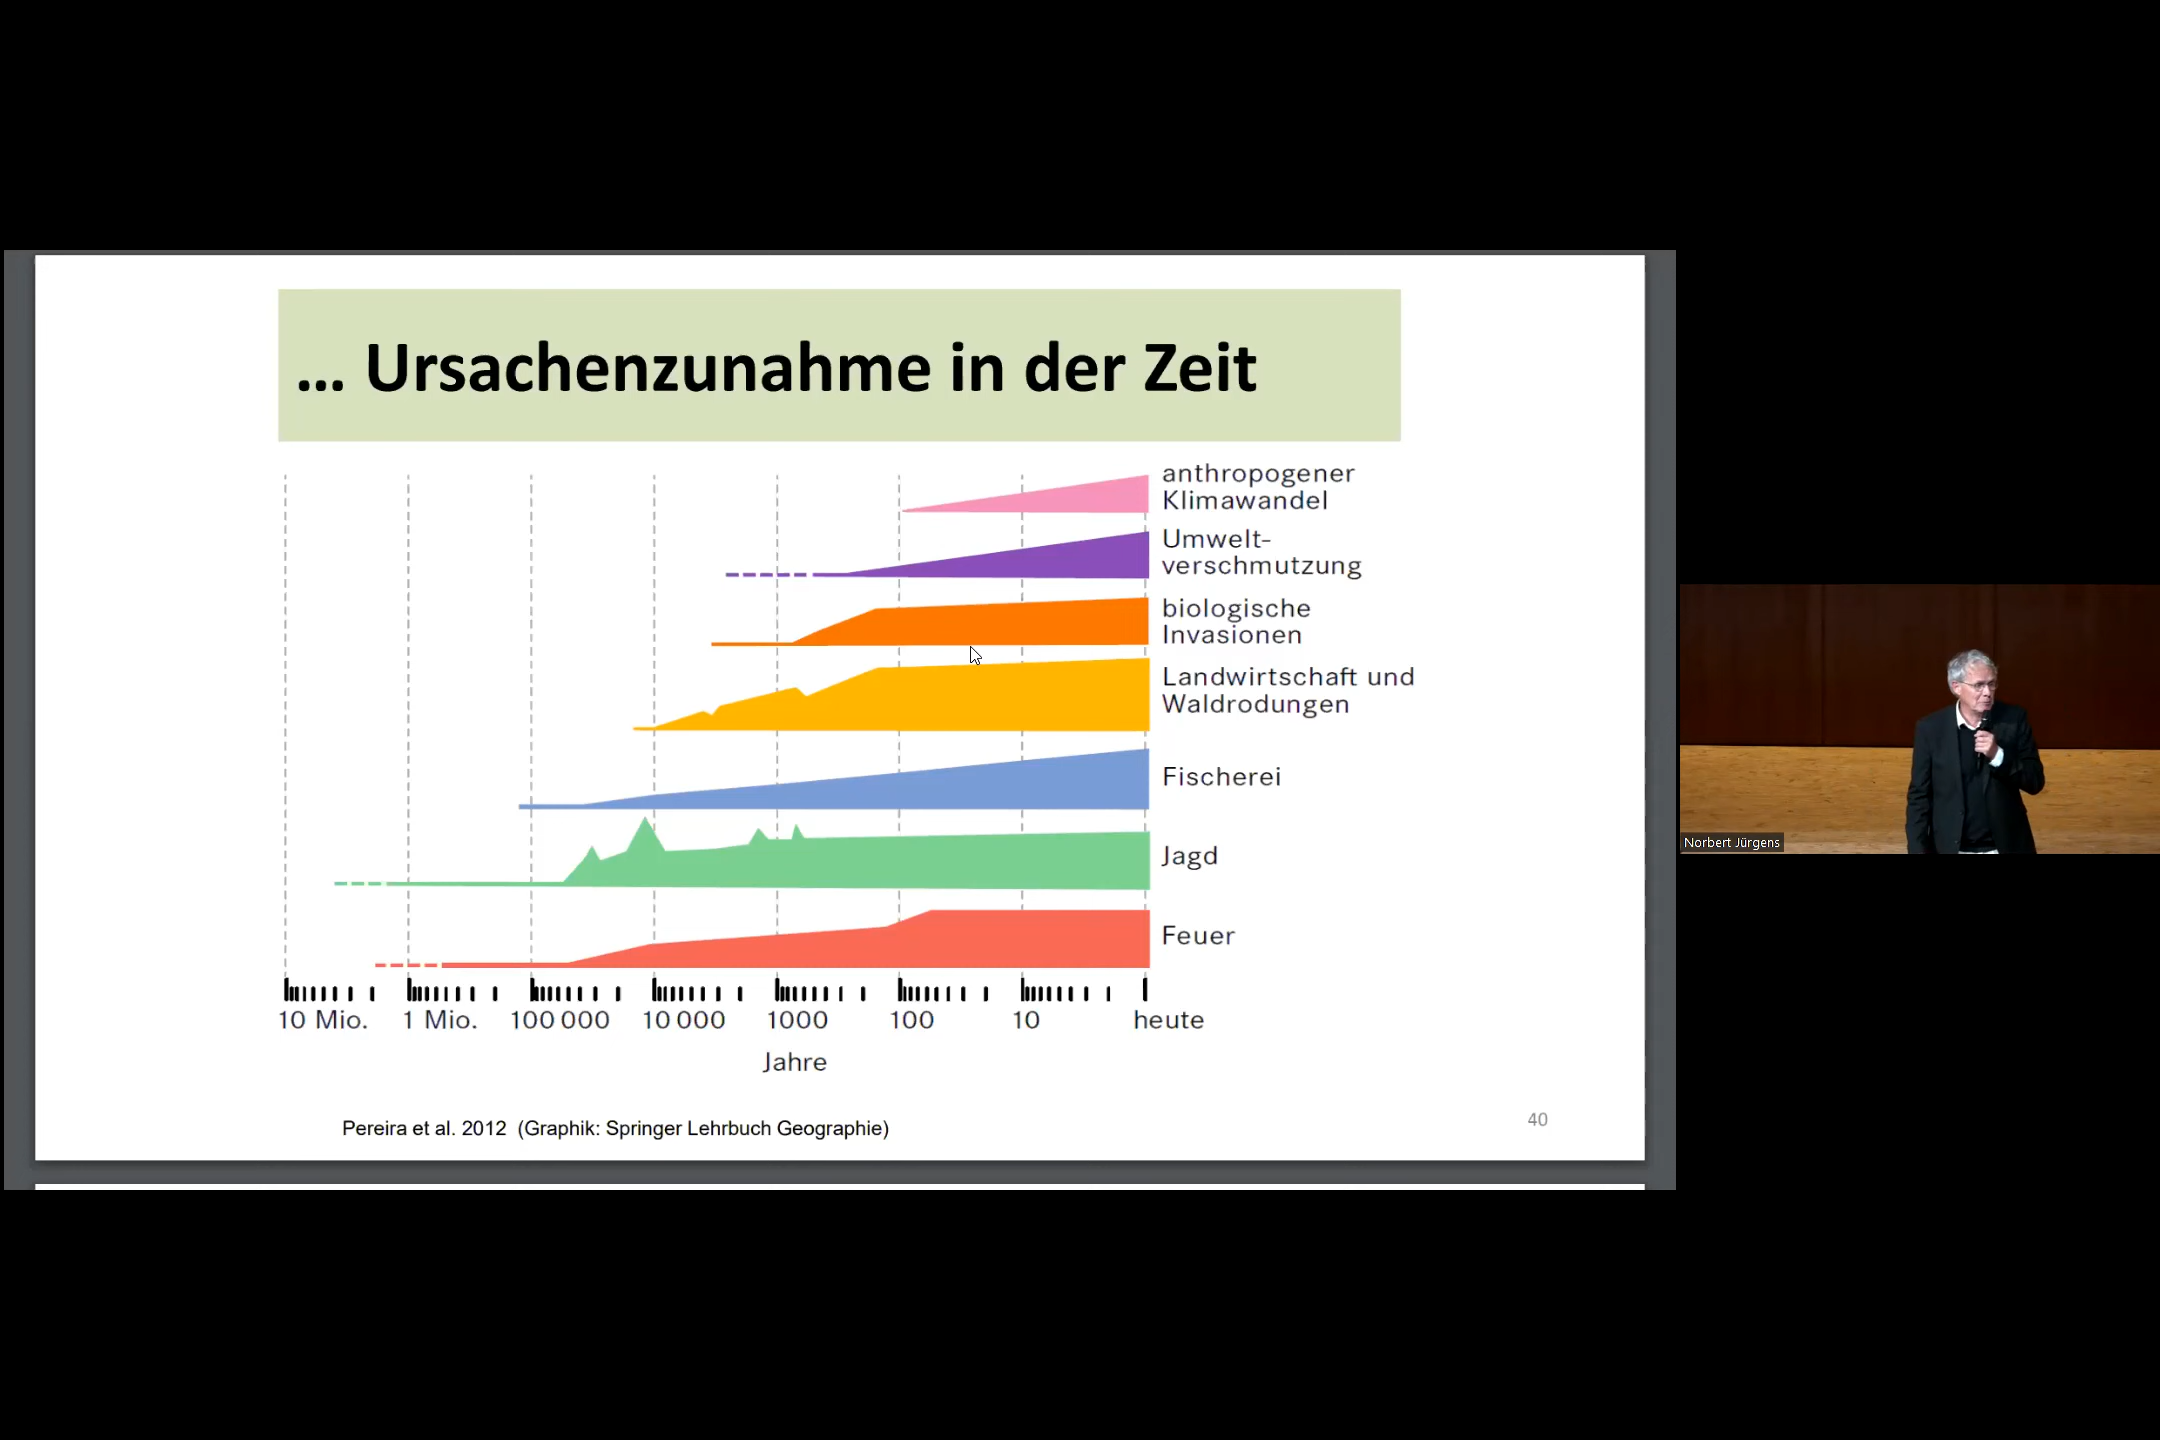 ... Ursachenzunahme in der Zeit
anthropogener
Klimawandel
Umwelt-
verschmutzung
biologische
Invasionen
Landwirtschaft und
Waldrodungen
Fischerei
Jagd
Feuer
10 Mio. 1 Mio. 100 000 10 000 1000 100 10 heute
Jahre
Pereira et al. 2012 (Graphik: Springer Lehrbuch Geographie)
40
Norbert Jürgens